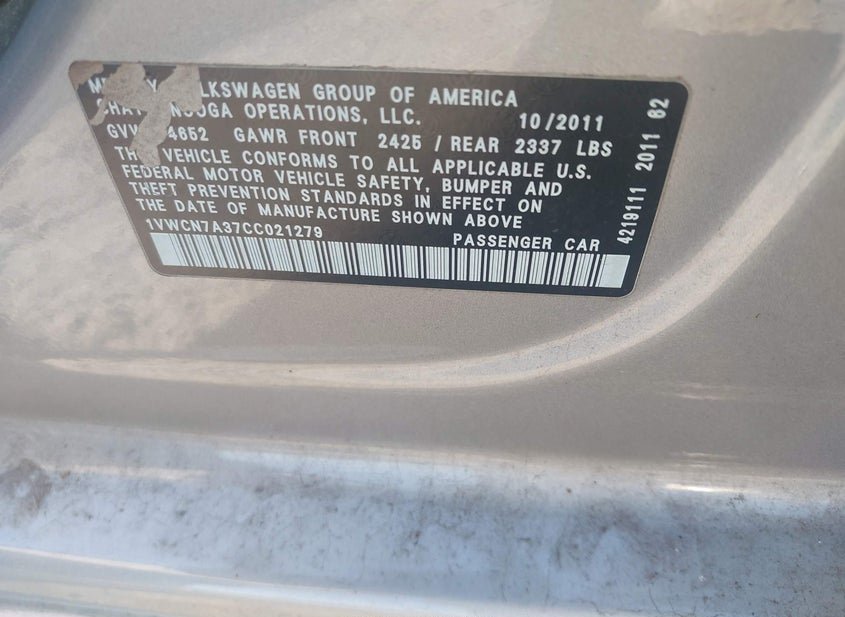 LKSWAGEN GROUP OF AMERICA
OOGA OPERATIONS, LLC. 10/2011
4652 GAWR FRONT 2425 / REAR 2337 LBS
VEHICLE CONFORMS TO ALL APPLICABLE U.S.
FEDERAL MOTOR VEHICLE SAFETY, BUMPER AND
THEFT PREVENTION STANDARDS IN EFFECT ON
THE DATE OF MANUFACTURE SHOWN ABOVE
1VWCN7A37CC021279 PASSENGER CAR
4219111 2011 62